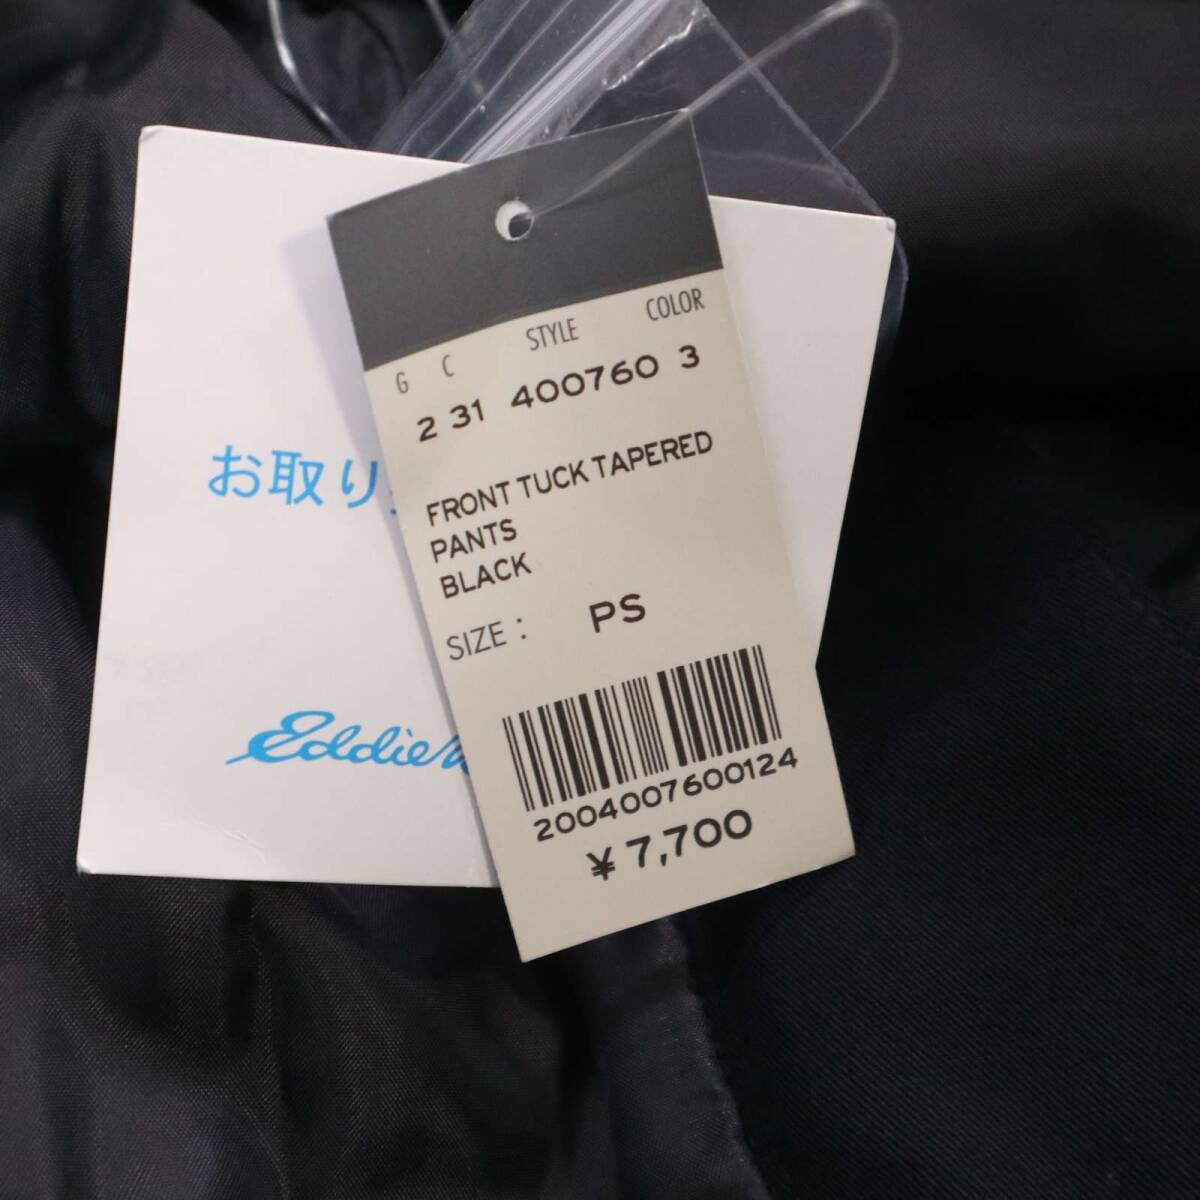 G C STYLE COLOR
2 31 400760 3
FRONT TUCK TAPERED
PANTS
BLACK
SIZE : PS
2004007600124
¥7,700
お取り
Eddie